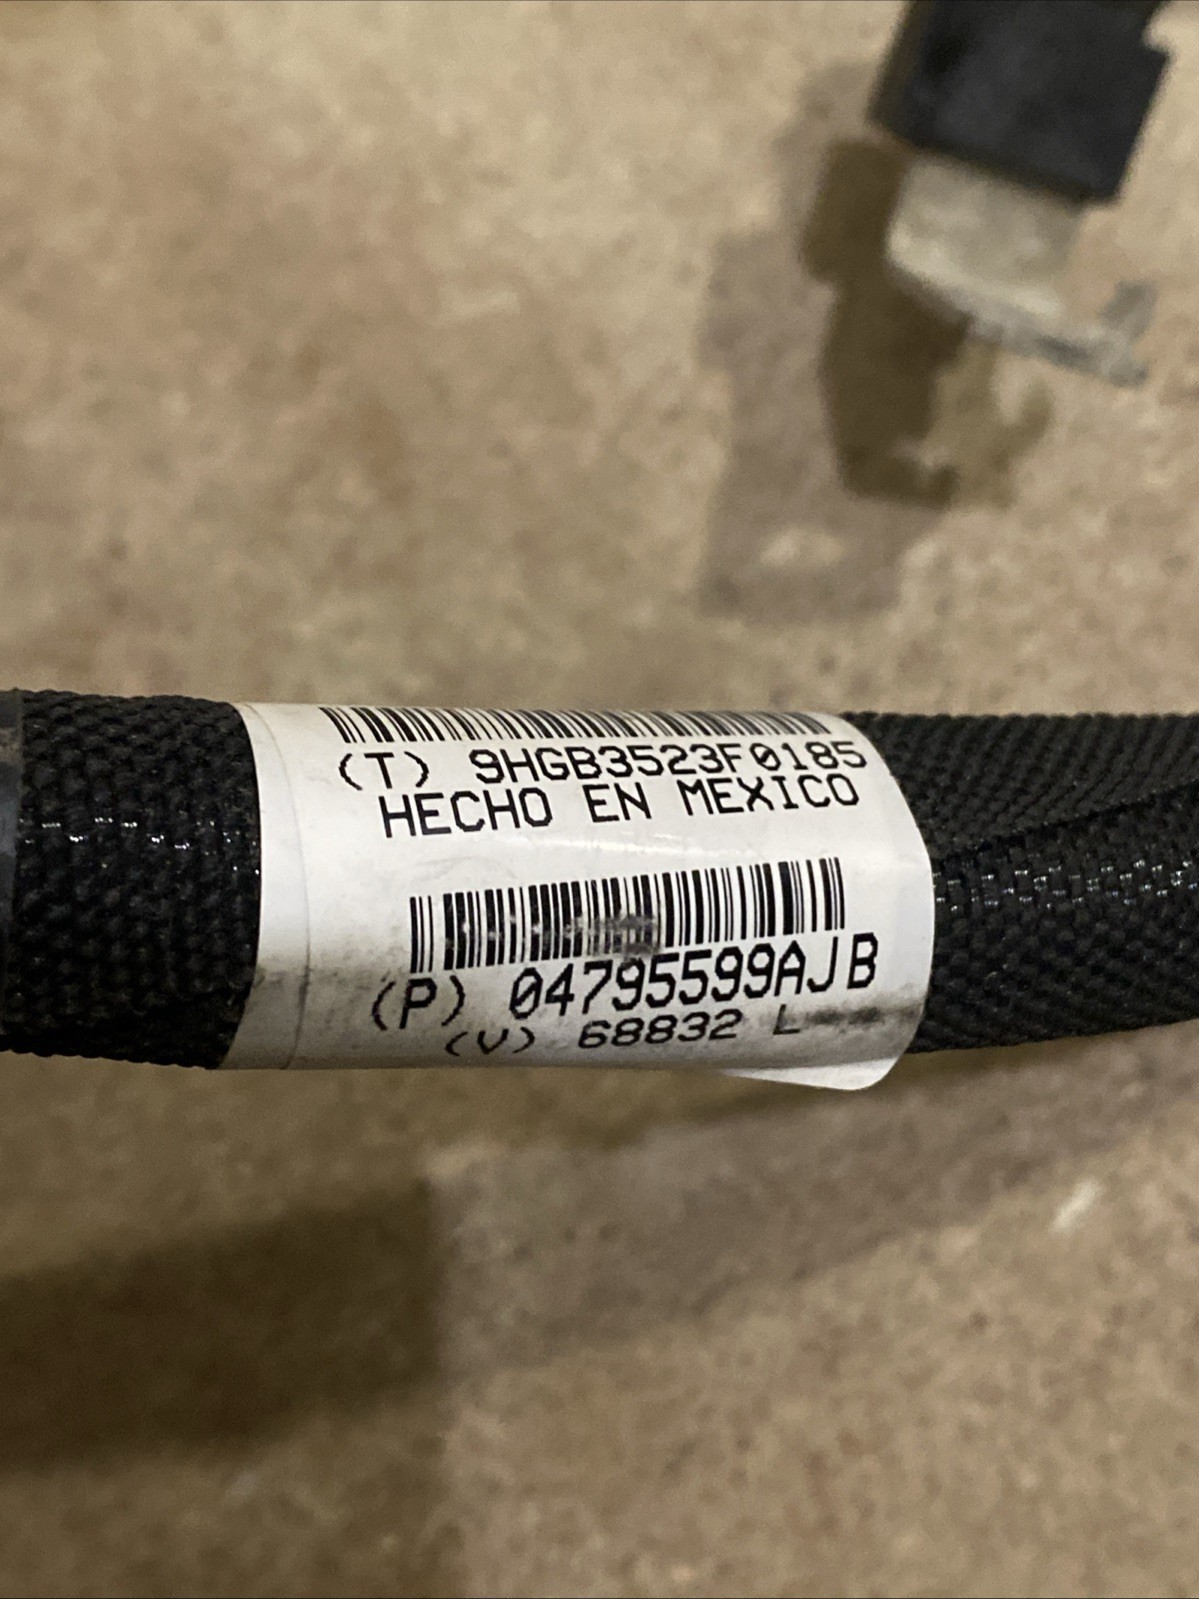 (T) 9HGB3523F0185
HECHO EN MEXICO
(P) 04795599AJB
(V) 68832 L